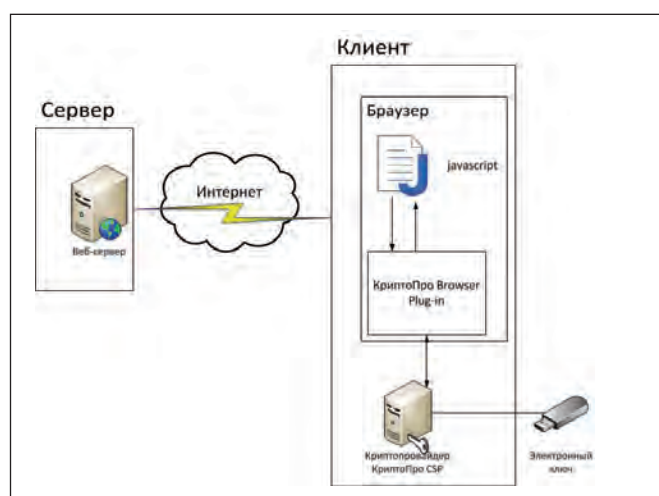 Клиент
Сервер
Браузер
javascript
Интернет
Веб-сервер
КриптоПро Browser
Plug-in
Криптопровайдер
КриптоПро CSP
Электронный
ключ